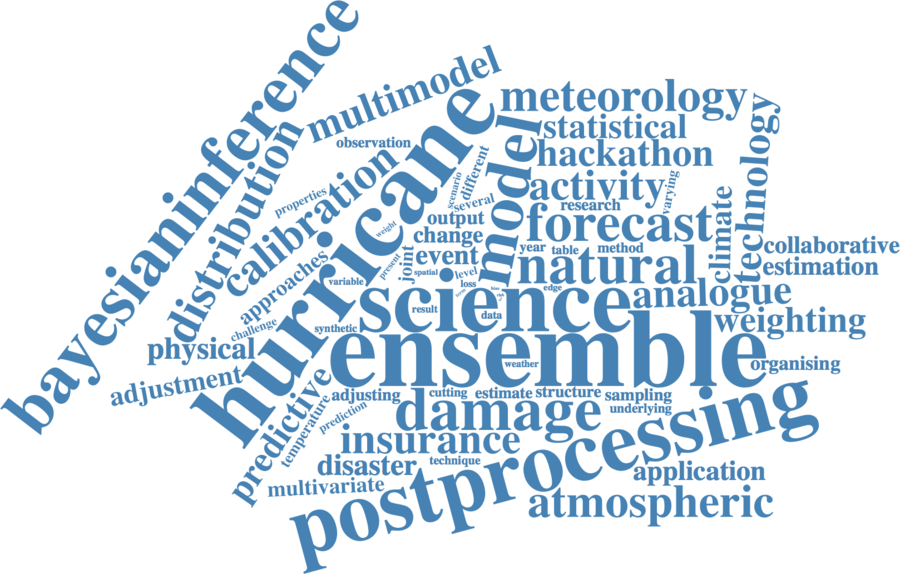 bayesianinference
multimodel
hurricane
meteorology
statistical
hackathon
technology
observation
distribution
calibration
model
different
scenario
several
activity
varying
research
properties
output
forecast
climate
weight
change
collaborative
approaches
joint
event
year
table
method
natural
estimation
present
spatial
level
variable
loss
edge
science
analogue
challenge
synthetic
result
data
weighting
physical
ensemble
weather
organising
adjustment
predictive
temperature
adjusting
cutting
estimate
structure
sampling
prediction
damage
underlying
postprocessing
insurance
disaster
technique
application
multivariate
atmospheric